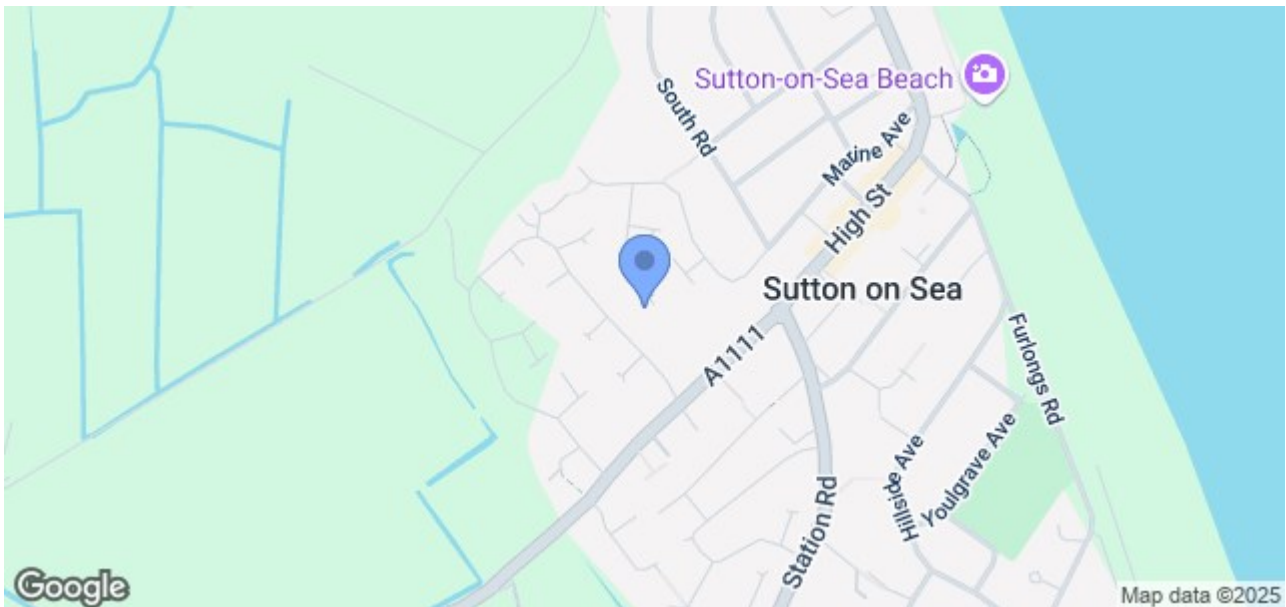 Sutton-on-Sea Beach
South Rd
Marine Ave
High St
Sutton on Sea
A1111
Furlongs Rd
Hillside Ave
Youlgrave Ave
Station Rd
Google
Map data ©2025